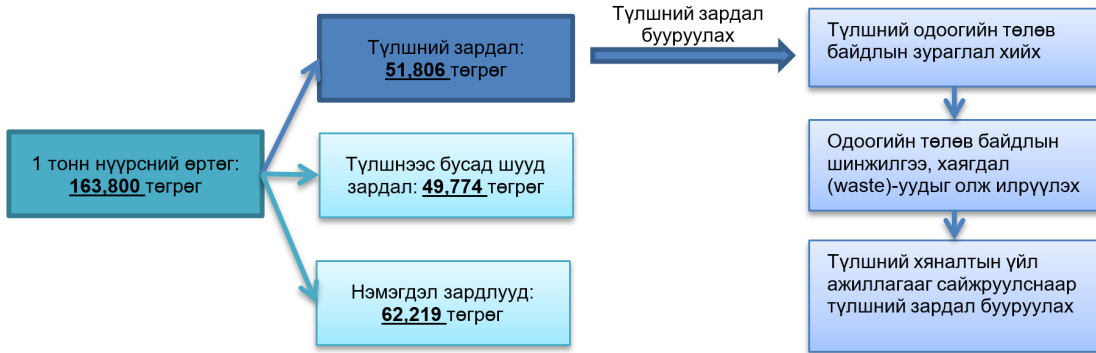 1 тонн нүүрсний өртөг:
163,800 төгрөг
Түлшний зардал:
51,806 төгрөг
Түлшнээс бусад шууд
зардал: 49,774 төгрөг
Нэмэгдэл зардлууд:
62,219 төгрөг
Түлшний зардал
бууруулах
Түлшний одоогийн төлөв
байдлын зураглал хийх
Одоогийн төлөв байдлын
шинжилгээ, хаягдал
(waste)-уудыг олж илрүүлэх
Түлшний хяналтын үйл
ажиллагааг сайжруулснаар
түлшний зардал бууруулах